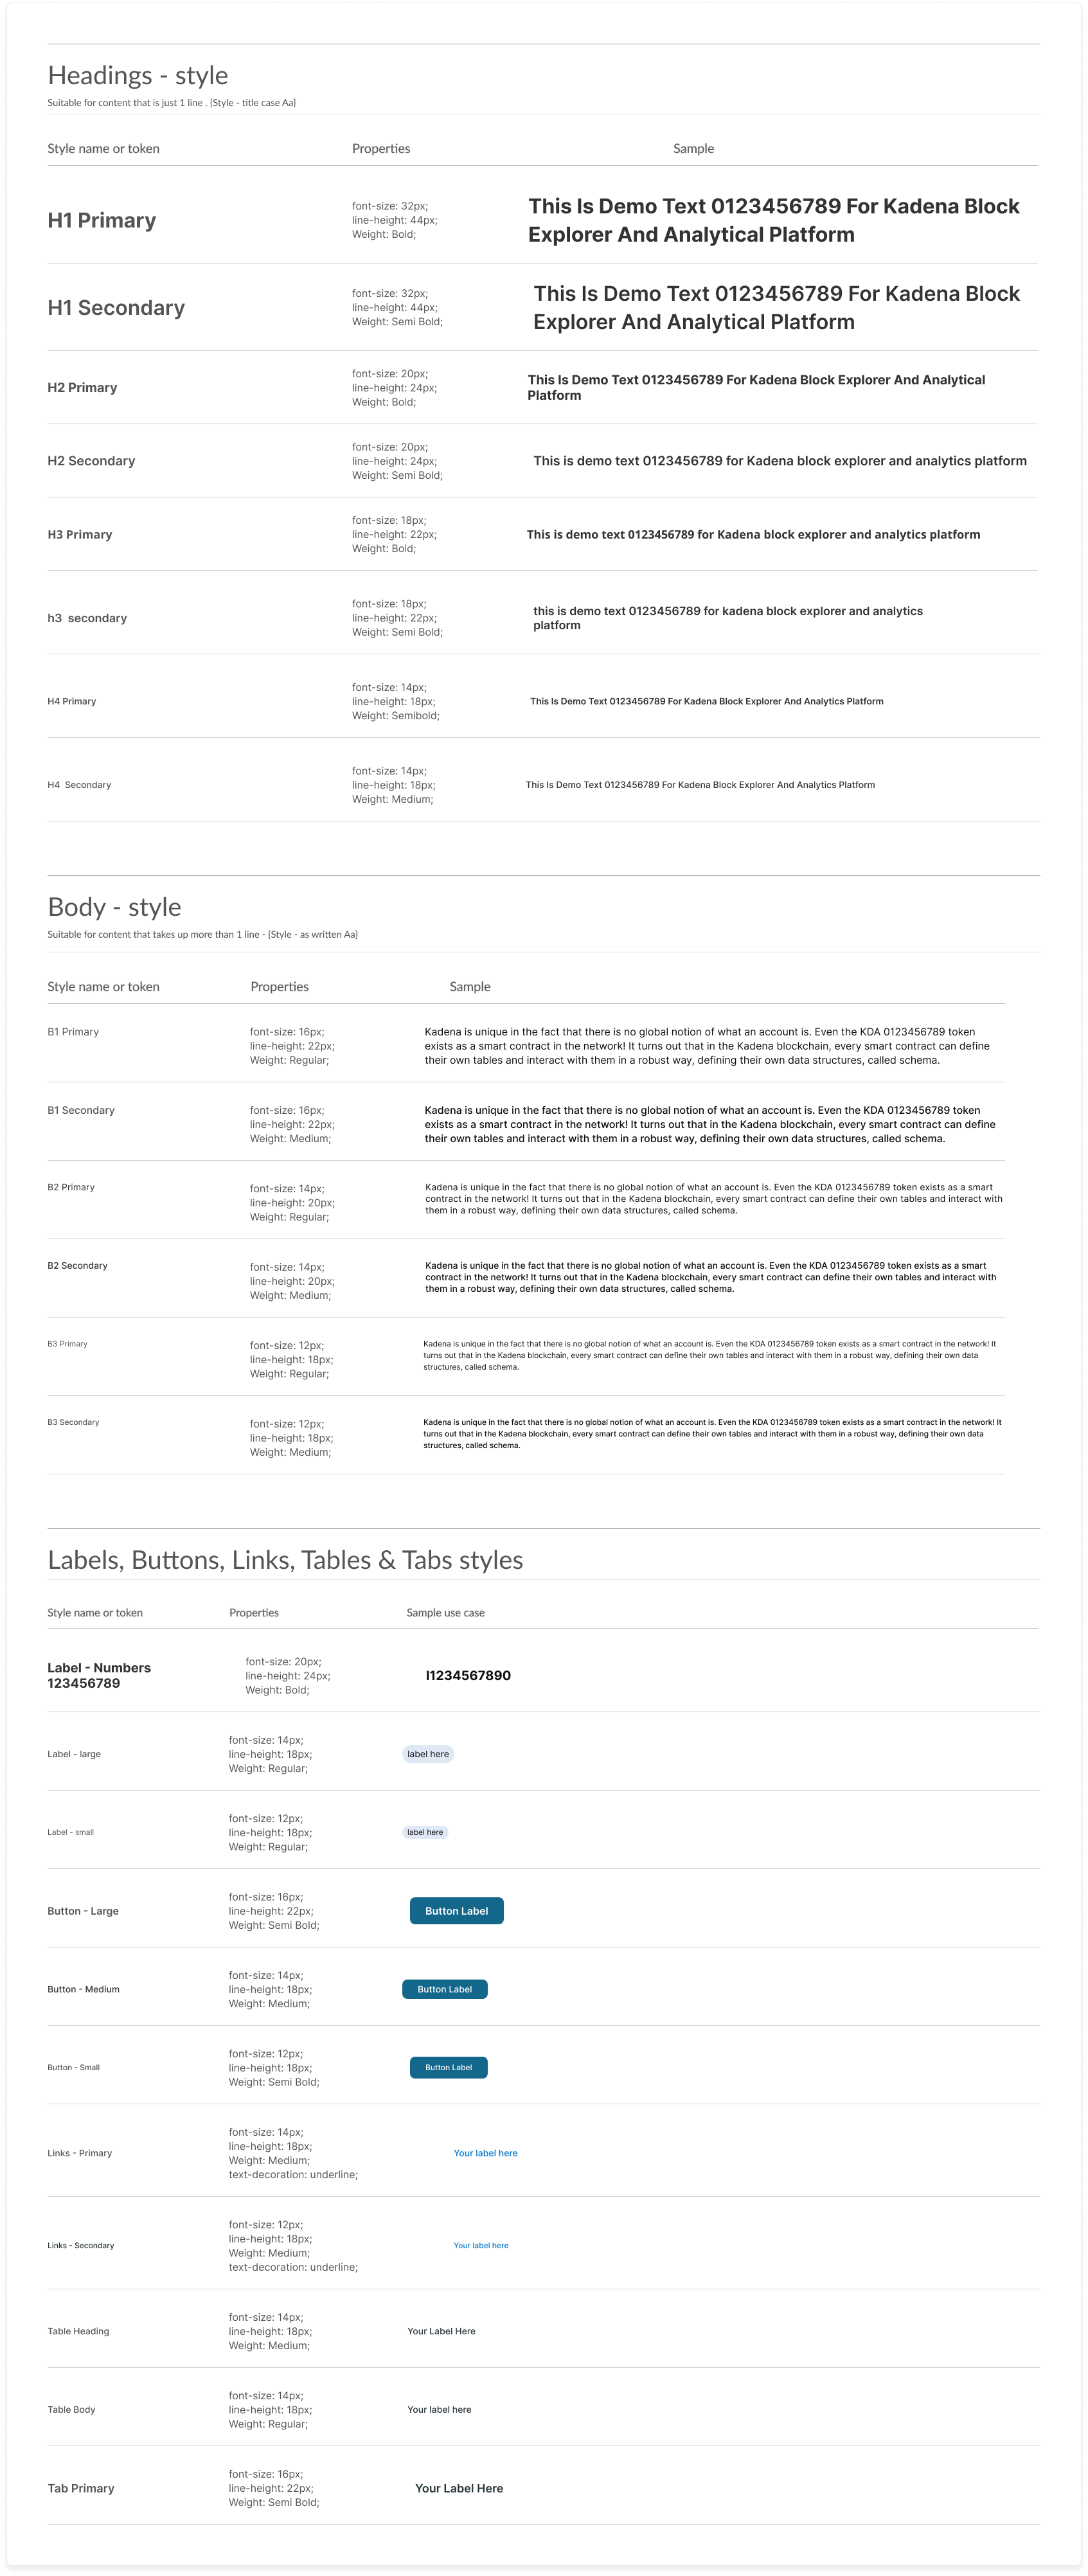 Headings - style
Suitable for content that is just 1 line . [Style - title case Aa]
Style name or token
Properties
Sample
H1 Primary
font-size: 32px;
line-height: 44px;
Weight: Bold;
This Is Demo Text 0123456789 For Kadena Block
Explorer And Analytical Platform
H1 Secondary
font-size: 32px;
line-height: 44px;
Weight: Semi Bold;
This Is Demo Text 0123456789 For Kadena Block
Explorer And Analytical Platform
H2 Primary
font-size: 20px;
line-height: 24px;
Weight: Bold;
This Is Demo Text 0123456789 For Kadena Block Explorer And Analytical
Platform
H2 Secondary
font-size: 20px;
line-height: 24px;
Weight: Semi Bold;
This is demo text 0123456789 for Kadena block explorer and analytics platform
H3 Primary
font-size: 18px;
line-height: 22px;
Weight: Bold;
This is demo text 0123456789 for Kadena block explorer and analytics platform
h3  secondary
font-size: 18px;
line-height: 22px;
Weight: Semi Bold;
this is demo text 0123456789 for kadena block explorer and analytics
platform
H4 Primary
font-size: 14px;
line-height: 18px;
Weight: Semibold;
This Is Demo Text 0123456789 For Kadena Block Explorer And Analytics Platform
H4  Secondary
font-size: 14px;
line-height: 18px;
Weight: Medium;
This Is Demo Text 0123456789 For Kadena Block Explorer And Analytics Platform
Body - style
Suitable for content that takes up more than 1 line - [Style - as written Aa]
Style name or token
Properties
Sample
B1 Primary
font-size: 16px;
line-height: 22px;
Weight: Regular;
Kadena is unique in the fact that there is no global notion of what an account is. Even the KDA 0123456789 token
exists as a smart contract in the network! It turns out that in the Kadena blockchain, every smart contract can define
their own tables and interact with them in a robust way, defining their own data structures, called schema.
B1 Secondary
font-size: 16px;
line-height: 22px;
Weight: Medium;
Kadena is unique in the fact that there is no global notion of what an account is. Even the KDA 0123456789 token
exists as a smart contract in the network! It turns out that in the Kadena blockchain, every smart contract can define
their own tables and interact with them in a robust way, defining their own data structures, called schema.
B2 Primary
font-size: 14px;
line-height: 20px;
Weight: Regular;
Kadena is unique in the fact that there is no global notion of what an account is. Even the KDA 0123456789 token exists as a smart
contract in the network! It turns out that in the Kadena blockchain, every smart contract can define their own tables and interact with
them in a robust way, defining their own data structures, called schema.
B2 Secondary
font-size: 14px;
line-height: 20px;
Weight: Medium;
Kadena is unique in the fact that there is no global notion of what an account is. Even the KDA 0123456789 token exists as a smart
contract in the network! It turns out that in the Kadena blockchain, every smart contract can define their own tables and interact with
them in a robust way, defining their own data structures, called schema.
B3 Primary
font-size: 12px;
line-height: 18px;
Weight: Regular;
Kadena is unique in the fact that there is no global notion of what an account is. Even the KDA 0123456789 token exists as a smart contract in the network! It
turns out that in the Kadena blockchain, every smart contract can define their own tables and interact with them in a robust way, defining their own data
structures, called schema.
B3 Secondary
font-size: 12px;
line-height: 18px;
Weight: Medium;
Kadena is unique in the fact that there is no global notion of what an account is. Even the KDA 0123456789 token exists as a smart contract in the network! It
turns out that in the Kadena blockchain, every smart contract can define their own tables and interact with them in a robust way, defining their own data
structures, called schema.
Labels, Buttons, Links, Tables & Tabs styles
Style name or token
Properties
Sample use case
Label - Numbers
123456789
font-size: 20px;
line-height: 24px;
Weight: Bold;
I1234567890
Label - large
font-size: 14px;
line-height: 18px;
Weight: Regular;
label here
Label - small
font-size: 12px;
line-height: 18px;
Weight: Regular;
label here
Button - Large
font-size: 16px;
line-height: 22px;
Weight: Semi Bold;
Button Label
Button - Medium
font-size: 14px;
line-height: 18px;
Weight: Medium;
Button Label
Button - Small
font-size: 12px;
line-height: 18px;
Weight: Semi Bold;
Button Label
Links - Primary
font-size: 14px;
line-height: 18px;
Weight: Medium;
text-decoration: underline;
Your label here
Links - Secondary
font-size: 12px;
line-height: 18px;
Weight: Medium;
text-decoration: underline;
Your label here
Table Heading
font-size: 14px;
line-height: 18px;
Weight: Medium;
Your Label Here
Table Body
font-size: 14px;
line-height: 18px;
Weight: Regular;
Your label here
Tab Primary
font-size: 16px;
line-height: 22px;
Weight: Semi Bold;
Your Label Here